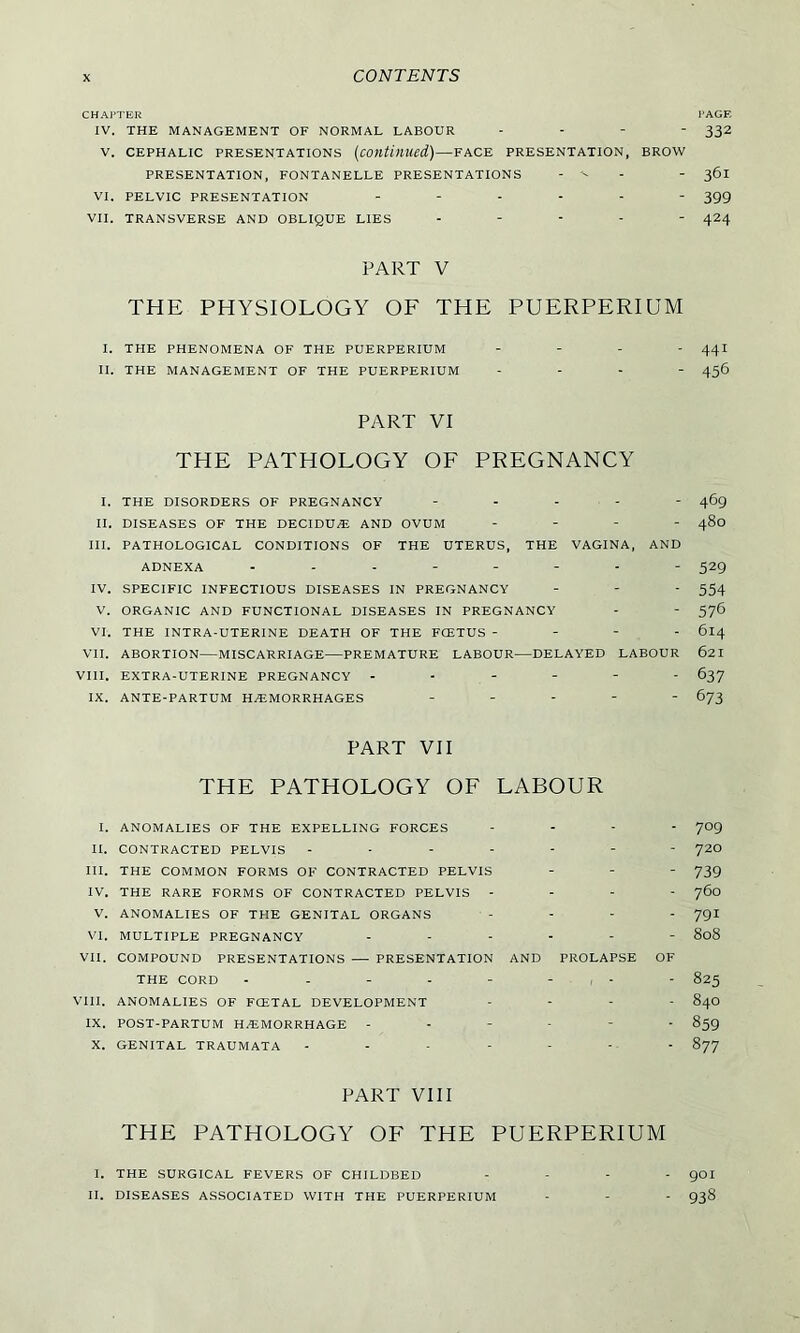 x CONTENTS
CHAPTER PAGE
IV. THE MANAGEMENT OF NORMAL LABOUR - - - - 332
V. CEPHALIC PRESENTATIONS (continued)—FACE PRESENTATION, BROW
PRESENTATION, FONTANELLE PRESENTATIONS - - - 361
VI. PELVIC PRESENTATION - - - - - - 399
VII. TRANSVERSE AND OBLIQUE LIES - - - - - 424
PART V
THE PHYSIOLOGY OF THE PUERPERIUM
I. THE PHENOMENA OF THE PUERPERIUM - - - - 441
II. THE MANAGEMENT OF THE PUERPERIUM - - - - 456
PART VI
THE PATHOLOGY OF PREGNANCY
I. THE DISORDERS OF PREGNANCY - - - - - 469
II. DISEASES OF THE DECIDUÆ AND OVUM - - - - 480
III. PATHOLOGICAL CONDITIONS OF THE UTERUS, THE VAGINA, AND
ADNEXA - - - - - - - - 529
IV. SPECIFIC INFECTIOUS DISEASES IN PREGNANCY - - - 554
V. ORGANIC AND FUNCTIONAL DISEASES IN PREGNANCY - - 576
VI. THE INTRA-UTERINE DEATH OF THE FŒTUS - - - - 614
VII. ABORTION—MISCARRIAGE—PREMATURE LABOUR—DELAYED LABOUR 621
VIII. EXTRA-UTERINE PREGNANCY - - - - - - 637
IX. ANTE-PARTUM HÆMORRHAGES - - - - - 673
PART VII
THE PATHOLOGY OF LABOUR
I. ANOMALIES OF THE EXPELLING FORCES - - - - 709
II. CONTRACTED PELVIS - - - - - - - 720
III. THE COMMON FORMS OF CONTRACTED PELVIS - - - 739
IV. THE RARE FORMS OF CONTRACTED PELVIS - - - - 760
V. ANOMALIES OF THE GENITAL ORGANS - - - - 791
VI. MULTIPLE PREGNANCY - - - - - - 808
VII. COMPOUND PRESENTATIONS — PRESENTATION AND PROLAPSE OF
THE CORD - - - - - - - - 825
VIII. ANOMALIES OF FŒTAL DEVELOPMENT - - - - 840
IX. POST-PARTUM HÆMORRHAGE - - - - - - 859
X. GENITAL TRAUMATA - - - - - - - 877
PART VIII
THE PATHOLOGY OF THE PUERPERIUM
I. THE SURGICAL FEVERS OF CHILDBED - - - - 901
II. DISEASES ASSOCIATED WITH THE PUERPERIUM - - - 938